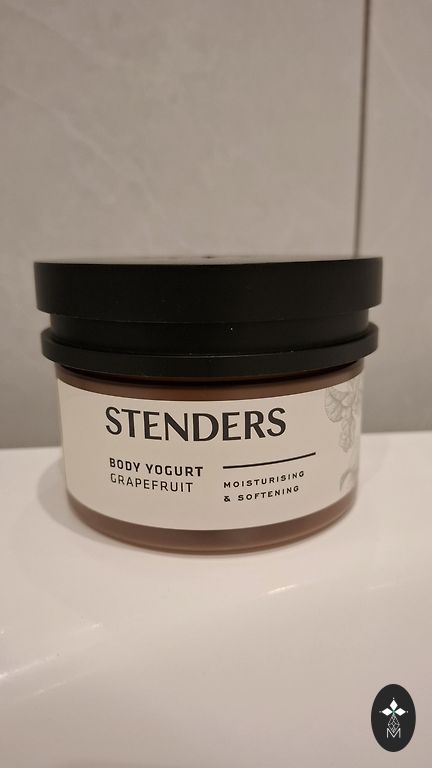 STENDERS
BODY YOGURT
GRAPEFRUIT
MOISTURISING
& SOFTENING
M